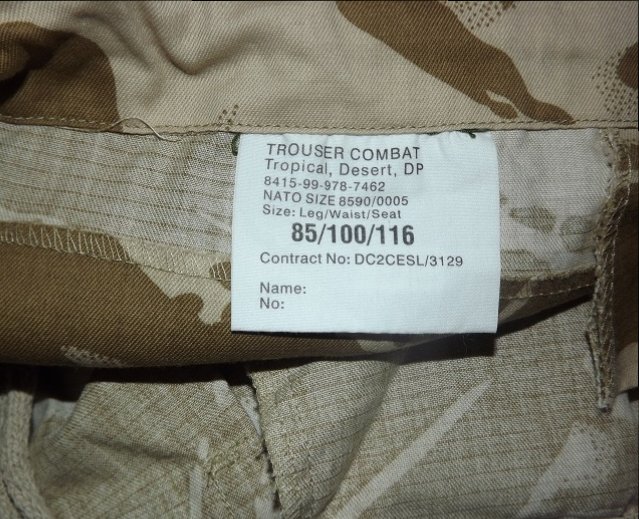 TROUSER COMBAT
Tropical, Desert, DP
8415-99-978-7462
NATO SIZE 8590/0005
Size: Leg/Waist/Seat
85/100/116
Contract No: DC2CESL/3129
Name:
No: